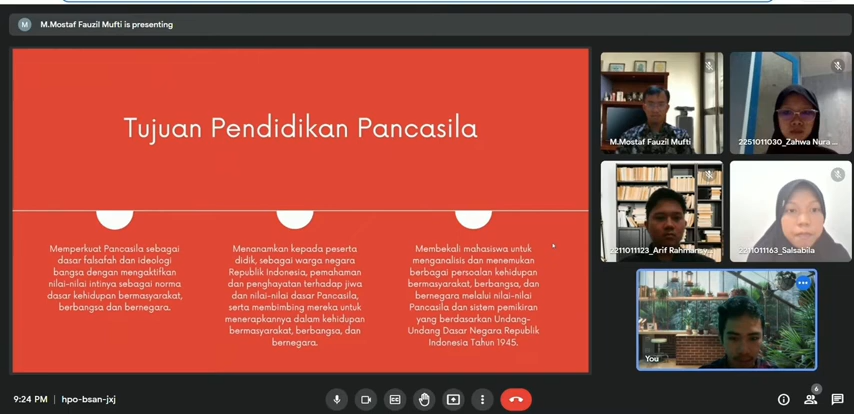 M
M.Mostaf Fauzil Mufti is presenting
Tujuan Pendidikan Pancasila
Memperkuat Pancasila sebagai
dasar falsafah dan ideologi
bangsa dengan mengaktifkan
nilai-nilai intinya sebagai norma
dasar kehidupan bermasyarakat,
berbangsa dan bernegara.
Menanamkan kepada peserta
didik, sebagai warga negara
Republik Indonesia, pemahaman
dan penghayatan terhadap jiwa
dan nilai-nilai dasar Pancasila,
serta membimbing mereka untuk
menerapkannya dalam kehidupan
bermasyarakat, berbangsa, dan
bernegara.
Membekali mahasiswa untuk
menganalisis dan menemukan
berbagai persoalan kehidupan
bermasyarakat, berbangsa, dan
bernegara melalui nilai-nilai
Pancasila dan sistem pemikiran
yang berdasarkan Undang-
Undang Dasar Negara Republik
Indonesia Tahun 1945.
M.Mostaf Fauzil Mufti
2251011030_Zahwa Nura ...
2211011123_Arif
2211011163_Salsabila
You
9:24 PM | hpo-bsan-jxj
CC
6